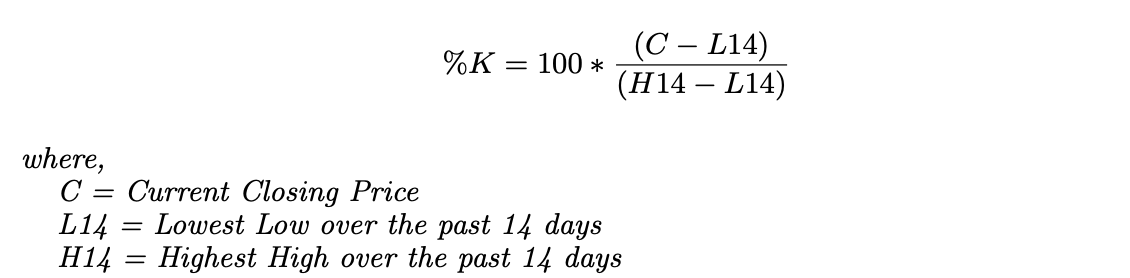 %K = 100 * (C − L14) / (H14 − L14)
where,
C = Current Closing Price
L14 = Lowest Low over the past 14 days
H14 = Highest High over the past 14 days